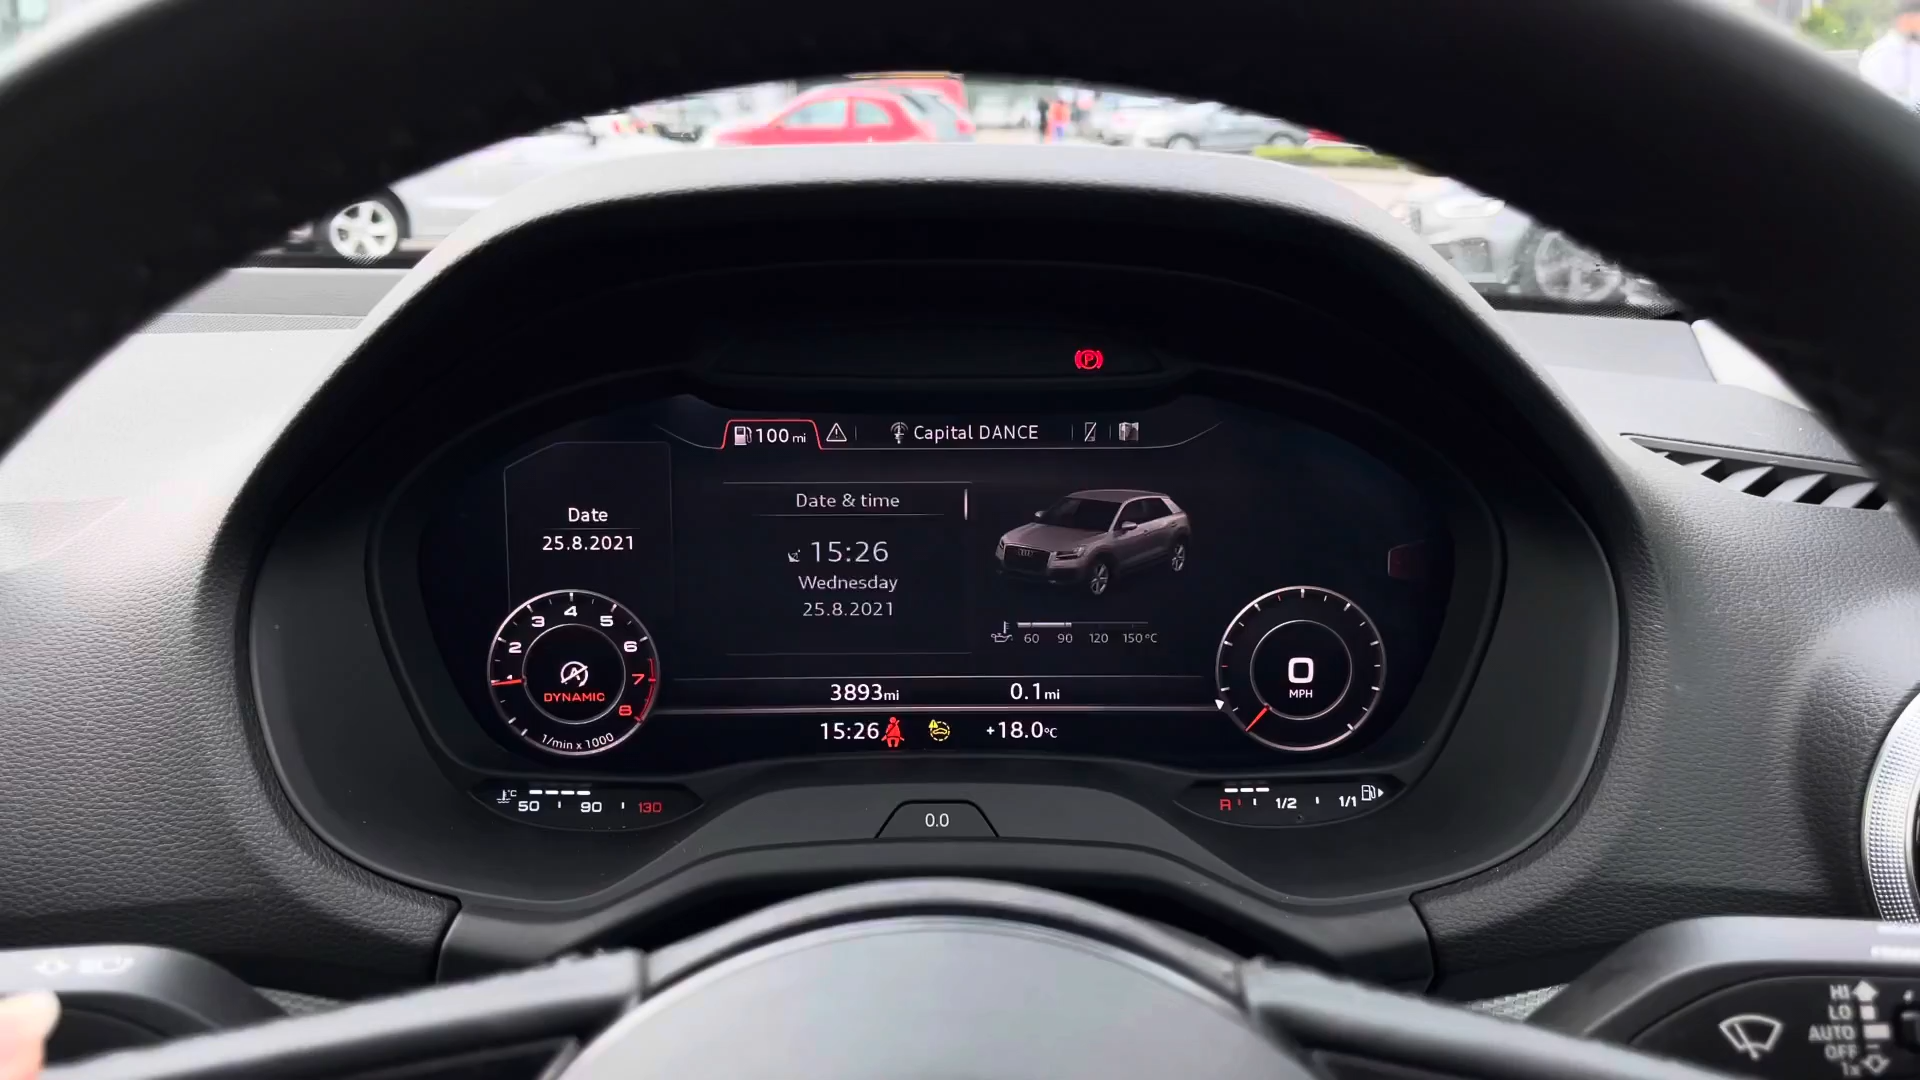 P
100 mi
Capital DANCE
Date & time
Date
25.8.2021
15:26
Wednesday
25.8.2021
60 90 120 150°C
1 2 3 4 5 6 7 8
DYNAMIC
1/min x 1000
0
MPH
3893mi 0.1mi
15:26 +18.0°C
°C
50 90 130
R 1/2 1/1
0.0
HI
LO
AUTO
OFF
1x